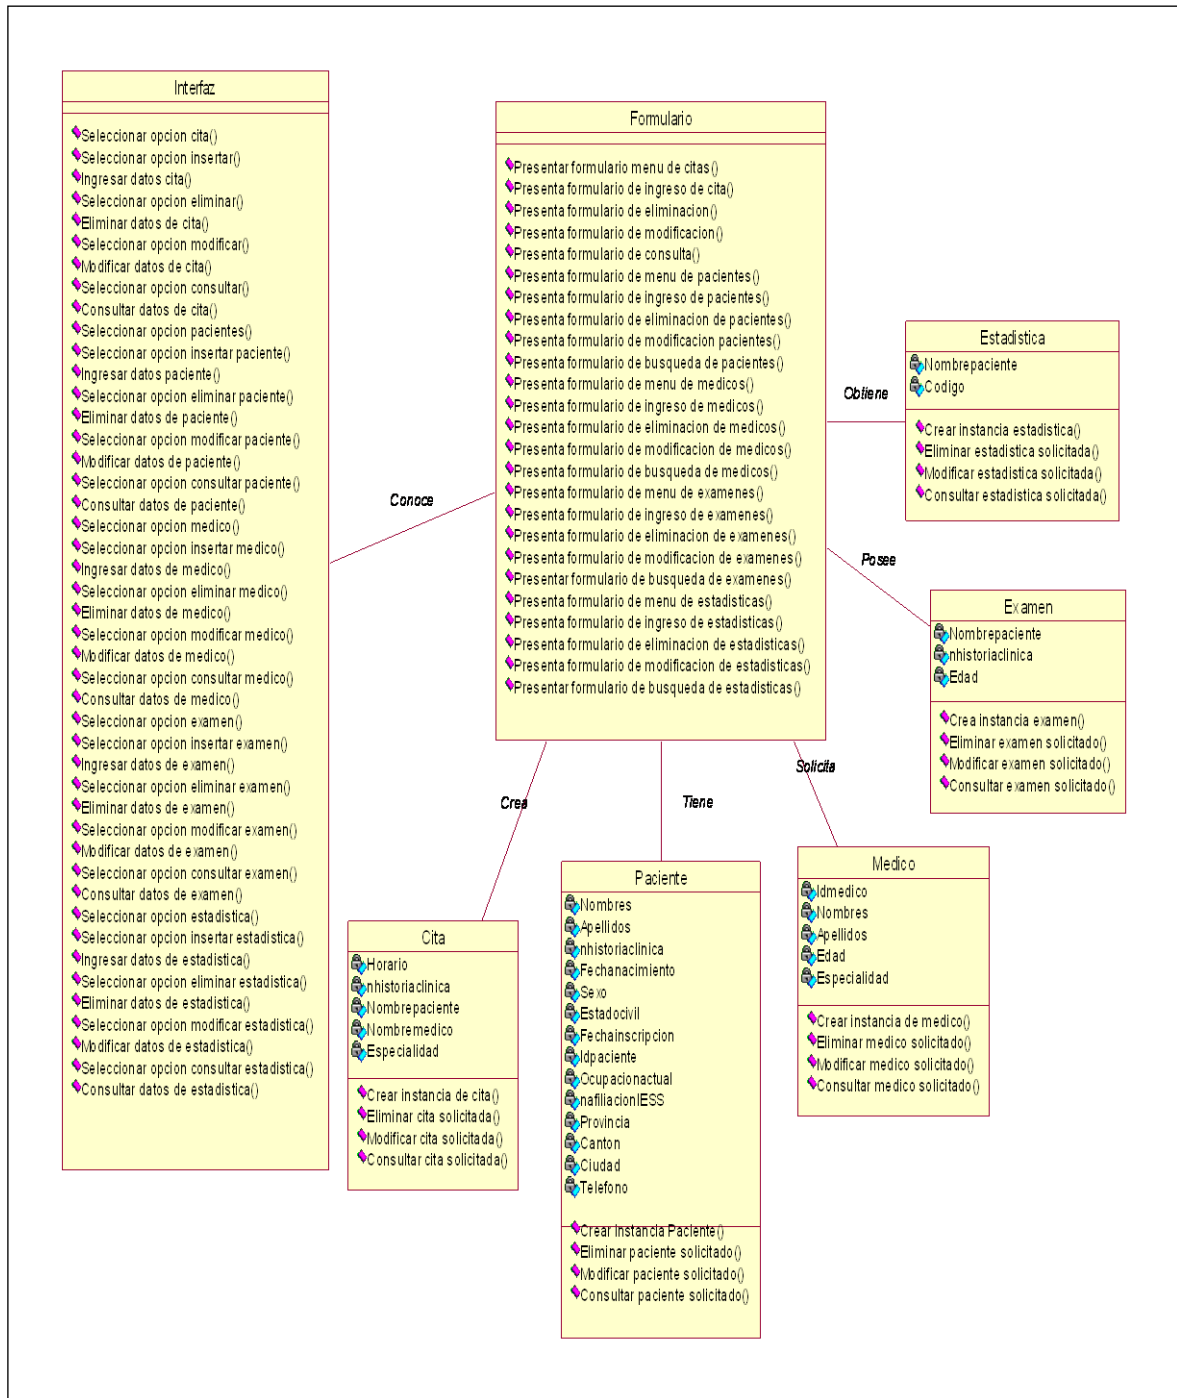 Interfaz
Seleccionar opcion cita()
Seleccionar opcion insertar()
Ingresar datos cita()
Seleccionar opcion eliminar()
Eliminar datos de cita()
Seleccionar opcion modificar()
Modificar datos de cita()
Seleccionar opcion consultar()
Consultar datos de cita()
Seleccionar opcion pacientes()
Seleccionar opcion insertar paciente()
Ingresar datos paciente()
Seleccionar opcion eliminar paciente()
Eliminar datos de paciente()
Seleccionar opcion modificar paciente()
Modificar datos de paciente()
Seleccionar opcion consultar paciente()
Consultar datos de paciente()
Seleccionar opcion medico()
Seleccionar opcion insertar medico()
Ingresar datos de medico()
Seleccionar opcion eliminar medico()
Eliminar datos de medico()
Seleccionar opcion modificar medico()
Modificar datos de medico()
Seleccionar opcion consultar medico()
Consultar datos de medico()
Seleccionar opcion examen()
Seleccionar opcion insertar examen()
Ingresar datos de examen()
Seleccionar opcion eliminar examen()
Eliminar datos de examen()
Seleccionar opcion modificar examen()
Modificar datos de examen()
Seleccionar opcion consultar examen()
Consultar datos de examen()
Seleccionar opcion estadistica()
Seleccionar opcion insertar estadistica()
Ingresar datos de estadistica()
Seleccionar opcion eliminar estadistica()
Eliminar datos de estadistica()
Seleccionar opcion modificar estadistica()
Modificar datos de estadistica()
Seleccionar opcion consultar estadistica()
Consultar datos de estadistica()
Conoce
Formulario
Presentar formulario menu de citas()
Presenta formulario de ingreso de cita()
Presenta formulario de eliminacion()
Presenta formulario de modificacion()
Presenta formulario de consulta()
Presenta formulario de menu de pacientes()
Presenta formulario de ingreso de pacientes()
Presenta formulario de eliminacion de pacientes()
Presenta formulario de modificacion pacientes()
Presenta formulario de busqueda de pacientes()
Presenta formulario de menu de medicos()
Presenta formulario de ingreso de medicos()
Presenta formulario de eliminacion de medicos()
Presenta formulario de modificacion de medicos()
Presenta formulario de busqueda de medicos()
Presenta formulario de menu de examenes()
Presenta formulario de ingreso de examenes()
Presenta formulario de eliminacion de examenes()
Presenta formulario de modificacion de examenes()
Presentar formulario de busqueda de examenes()
Presenta formulario de menu de estadisticas()
Presenta formulario de ingreso de estadisticas()
Presenta formulario de eliminacion de estadisticas()
Presenta formulario de modificacion de estadisticas()
Presentar formulario de busqueda de estadisticas()
Obtiene
Estadistica
Nombrepaciente
Codigo
Crear instancia estadistica()
Eliminar estadistica solicitada()
Modificar estadistica solicitada()
Consultar estadistica solicitada()
Posee
Examen
Nombrepaciente
nhistoriaclinica
Edad
Crea instancia examen()
Eliminar examen solicitado()
Modificar examen solicitado()
Consultar examen solicitado()
Crea
Tiene
Solicita
Cita
Horario
nhistoriaclinica
Nombrepaciente
Nombremedico
Especialidad
Crear instancia de cita()
Eliminar cita solicitada()
Modificar cita solicitada()
Consultar cita solicitada()
Paciente
Nombres
Apellidos
nhistoriaclinica
Fechanacimiento
Sexo
Estadocivil
Fechainscripcion
Idpaciente
Ocupacionactual
nafiliacionIESS
Provincia
Canton
Ciudad
Telefono
Crear Instancia Paciente()
Eliminar paciente solicitado()
Modificar paciente solicitado()
Consultar paciente solicitado()
Medico
Idmedico
Nombres
Apellidos
Edad
Especialidad
Crear instancia de medico()
Eliminar medico solicitado()
Modificar medico solicitado()
Consultar medico solicitado()